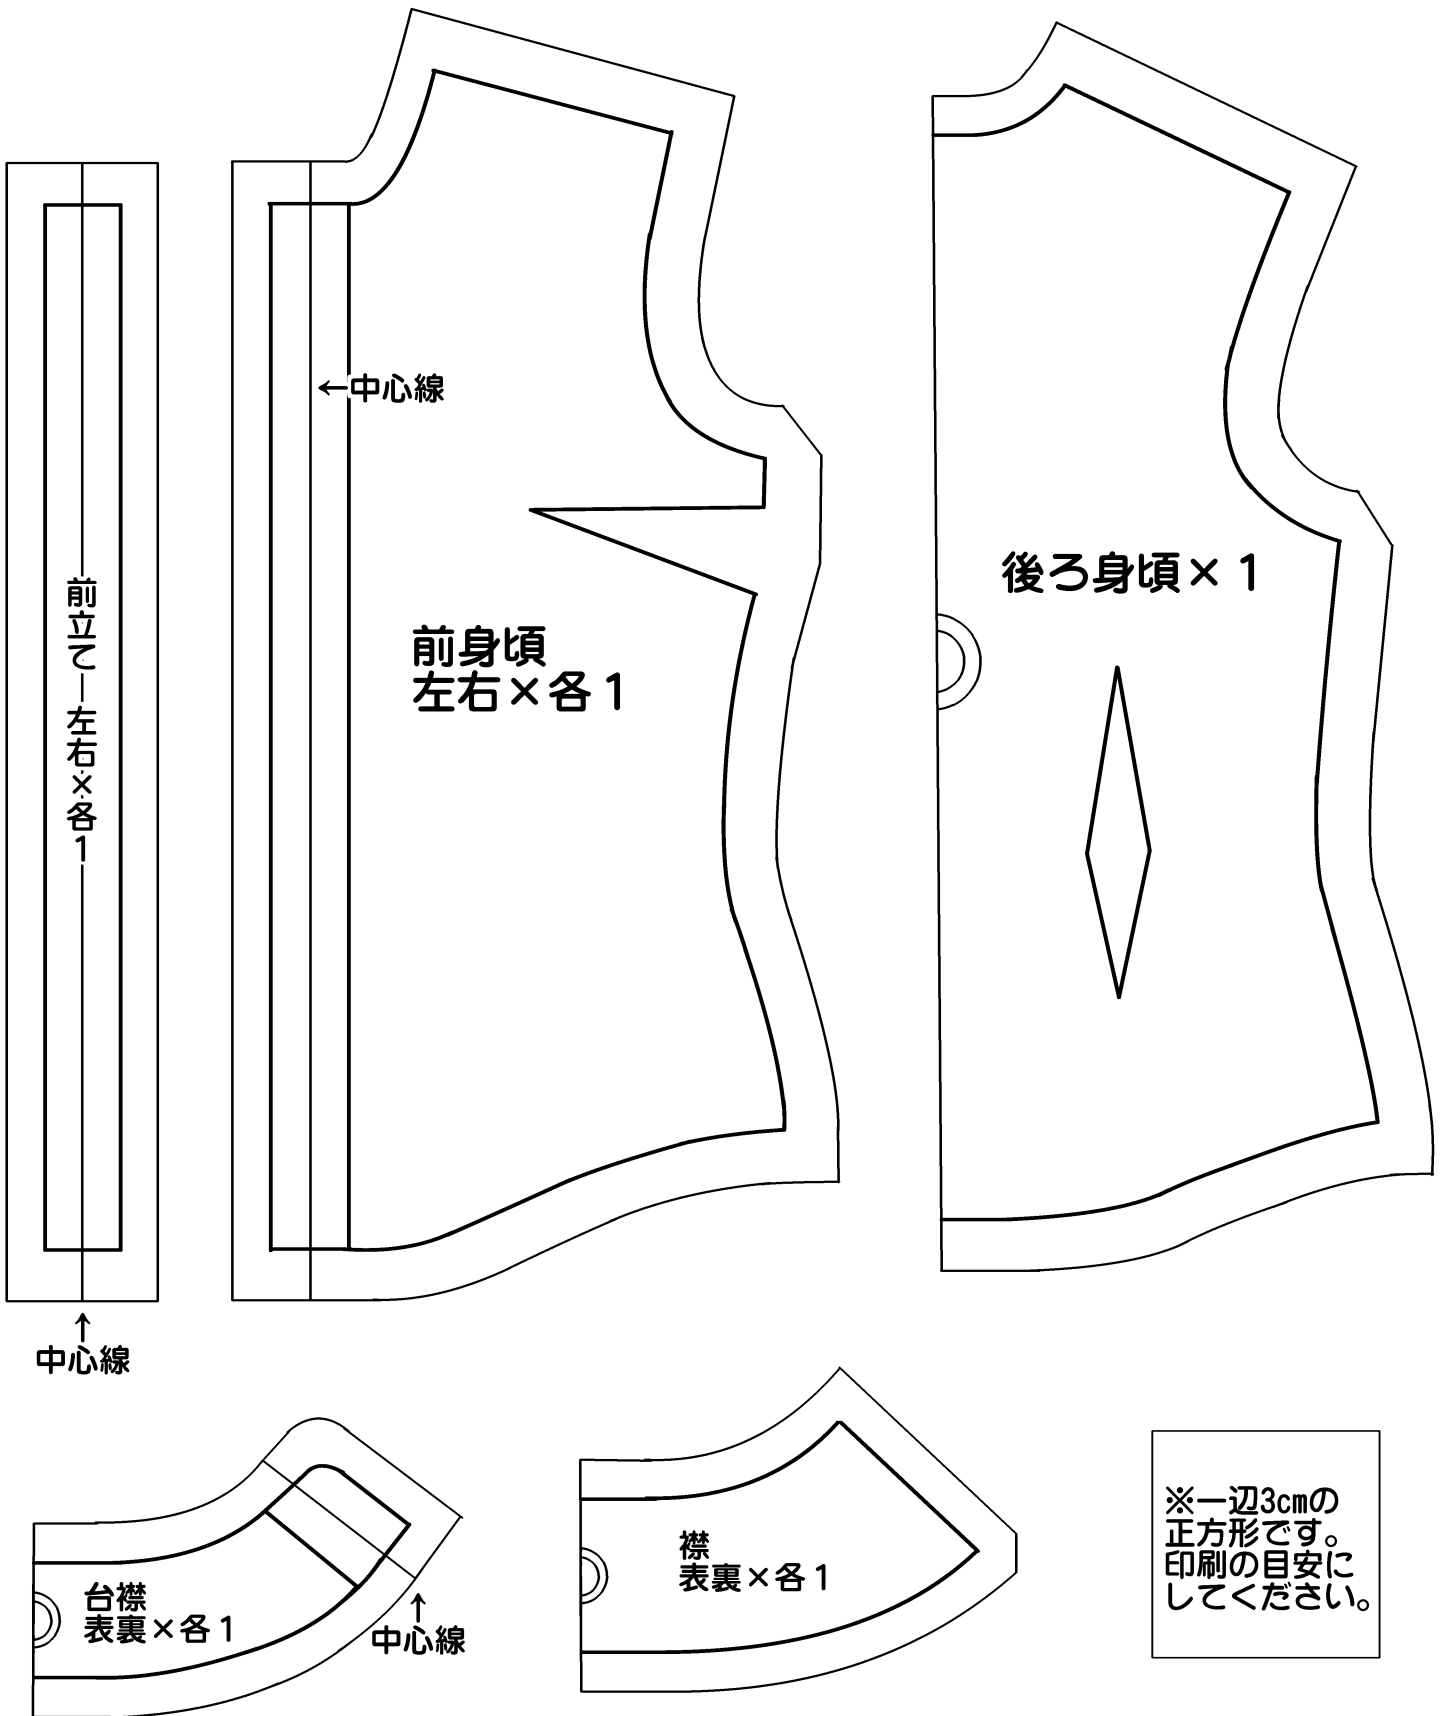 ←中心線
前立て
左右×各1
前身頃
左右×各１
後ろ身頃×１
↑
中心線
台襟
表裏×各１
↑
中心線
襟
表裏×各１
※一辺3cmの
正方形です。
印刷の目安に
してください。